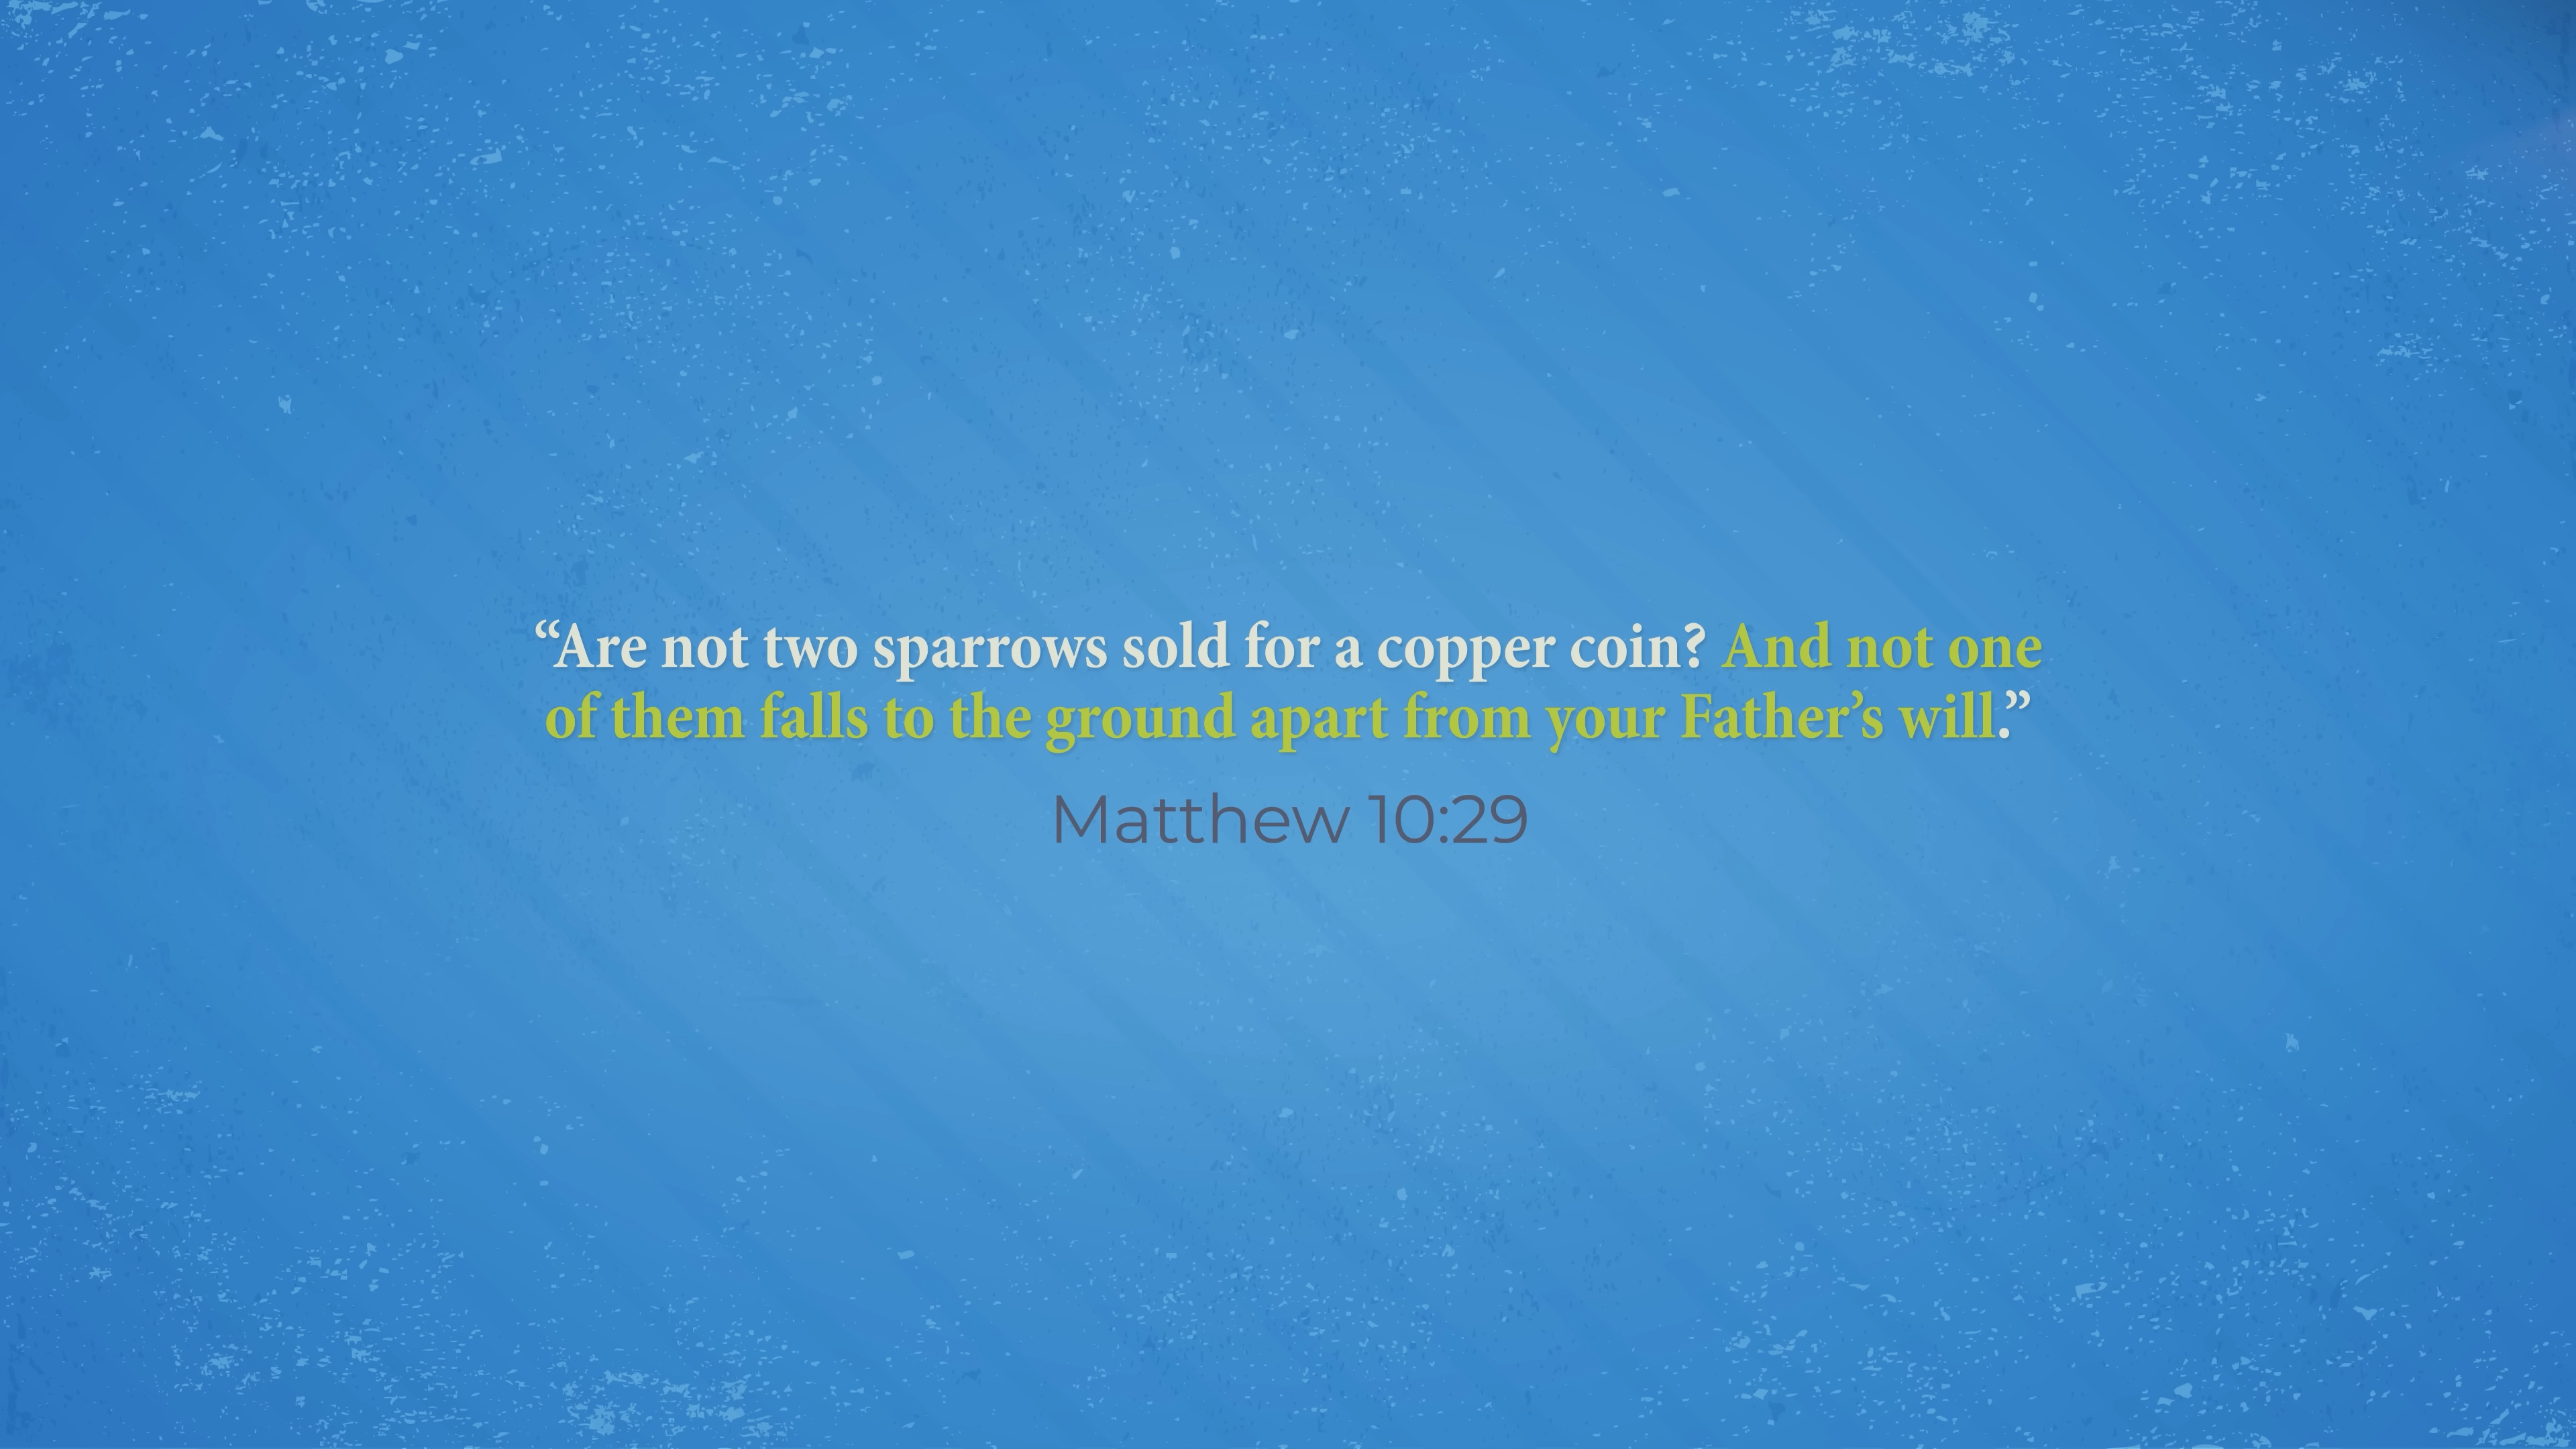 “Are not two sparrows sold for a copper coin? And not one
of them falls to the ground apart from your Father’s will.”
Matthew 10:29